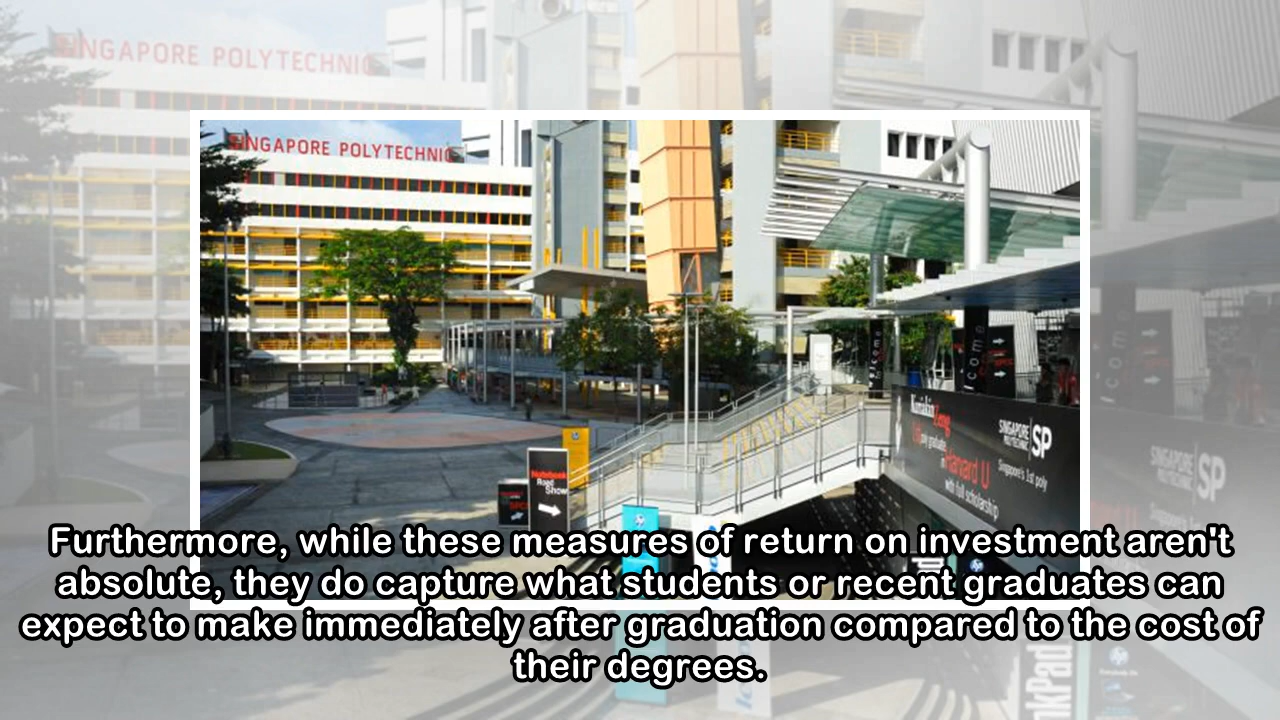 SINGAPORE POLYTECHNIC
SINGAPORE POLYTECHNIC
Notebook
Road
Show
SINGAPORE
POLYTECHNIC
SP
Singapore's 1st poly
graduate
Harvard U
with full scholarship
Furthermore, while these measures of return on investment aren't
absolute, they do capture what students or recent graduates can
expect to make immediately after graduation compared to the cost of
their degrees.